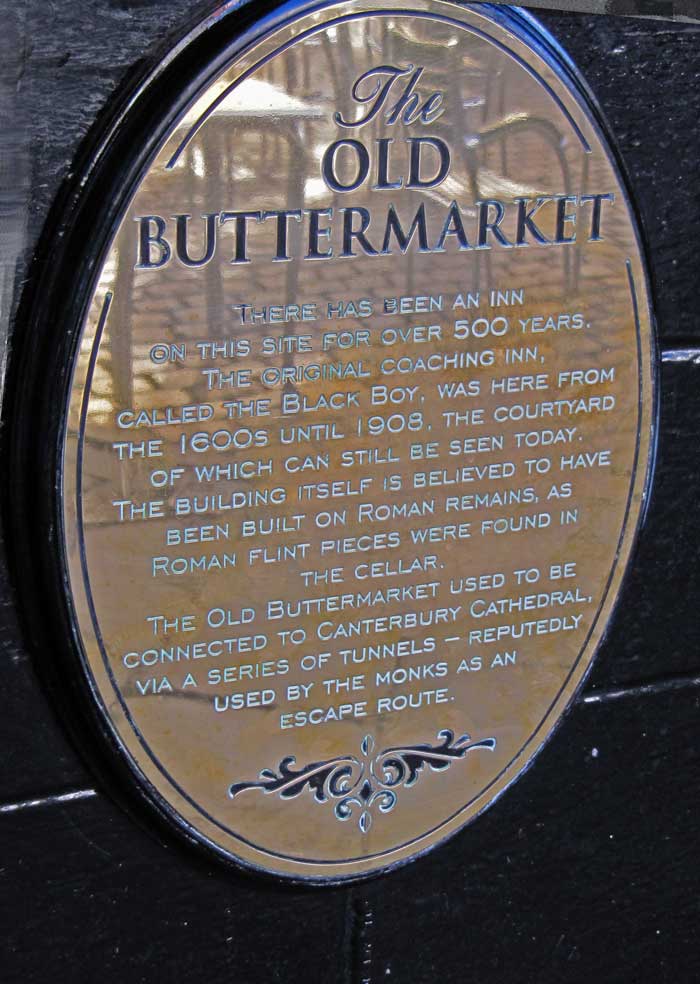 The
OLD
BUTTERMARKET
THERE HAS BEEN AN INN
ON THIS SITE FOR OVER 500 YEARS.
THE ORIGINAL COACHING INN,
CALLED THE BLACK BOY, WAS HERE FROM
THE 1600S UNTIL 1908, THE COURTYARD
OF WHICH CAN STILL BE SEEN TODAY.
THE BUILDING ITSELF IS BELIEVED TO HAVE
BEEN BUILT ON ROMAN REMAINS, AS
ROMAN FLINT PIECES WERE FOUND IN
THE CELLAR.
THE OLD BUTTERMARKET USED TO BE
CONNECTED TO CANTERBURY CATHEDRAL,
VIA A SERIES OF TUNNELS – REPUTEDLY
USED BY THE MONKS AS AN
ESCAPE ROUTE.